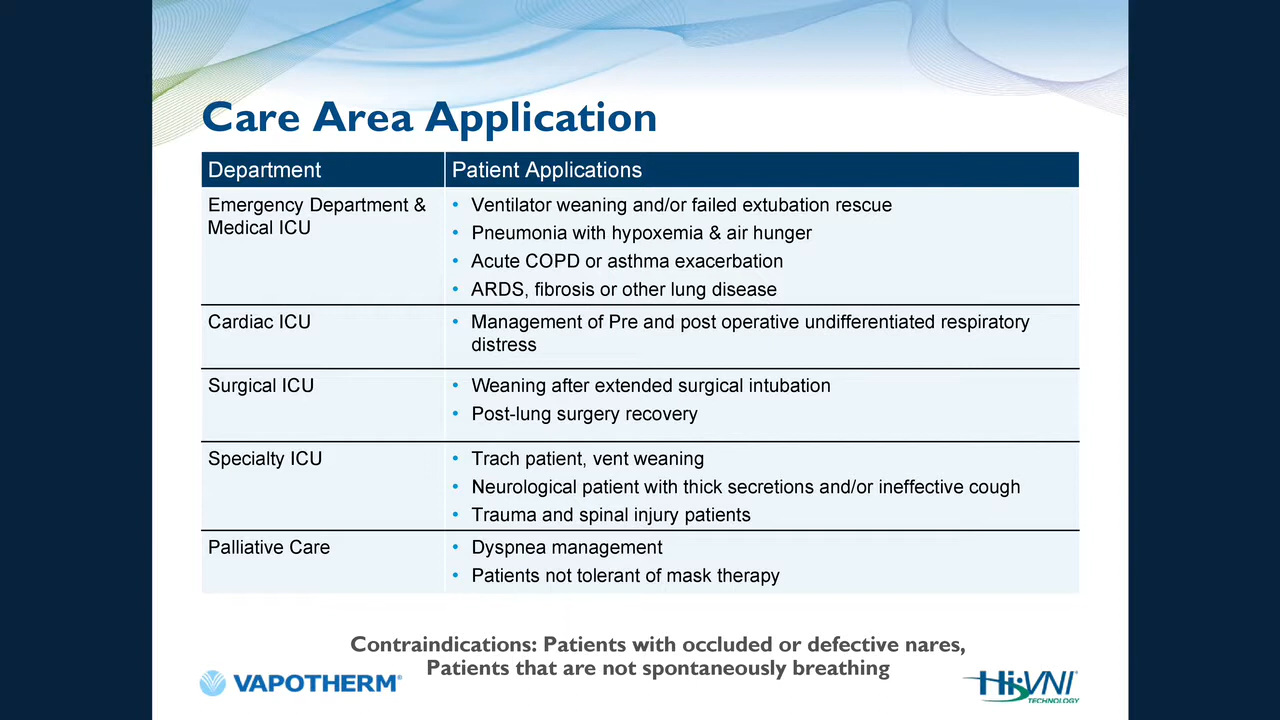 Care Area Application
Department
Patient Applications
Emergency Department &
Medical ICU
• Ventilator weaning and/or failed extubation rescue
• Pneumonia with hypoxemia & air hunger
• Acute COPD or asthma exacerbation
• ARDS, fibrosis or other lung disease
Cardiac ICU
• Management of Pre and post operative undifferentiated respiratory
distress
Surgical ICU
• Weaning after extended surgical intubation
• Post-lung surgery recovery
Specialty ICU
• Trach patient, vent weaning
• Neurological patient with thick secretions and/or ineffective cough
• Trauma and spinal injury patients
Palliative Care
• Dyspnea management
• Patients not tolerant of mask therapy
Contraindications: Patients with occluded or defective nares,
Patients that are not spontaneously breathing
VAPOTHERM®
Hi-VNI
TECHNOLOGY